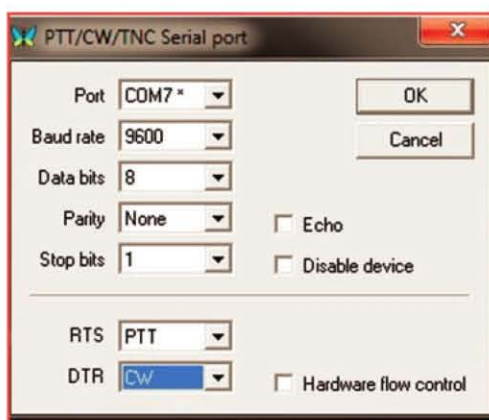 PTT/CW/TNC Serial port
Port COM7 * OK
Baud rate 9600 Cancel
Data bits 8
Parity None Echo
Stop bits 1 Disable device
RTS PTT
DTR CW Hardware flow control